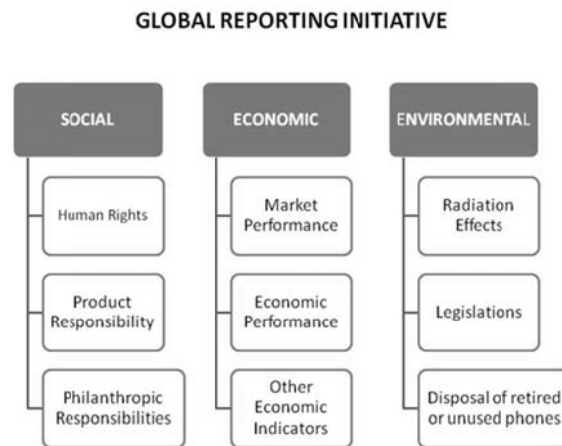 GLOBAL REPORTING INITIATIVE
SOCIAL
Human Rights
Product
Responsibility
Philanthropic
Responsibilities
ECONOMIC
Market
Performance
Economic
Performance
Other
Economic
Indicators
ENVIRONMENTAL
Radiation
Effects
Legislations
Disposal of retired
or unused phones